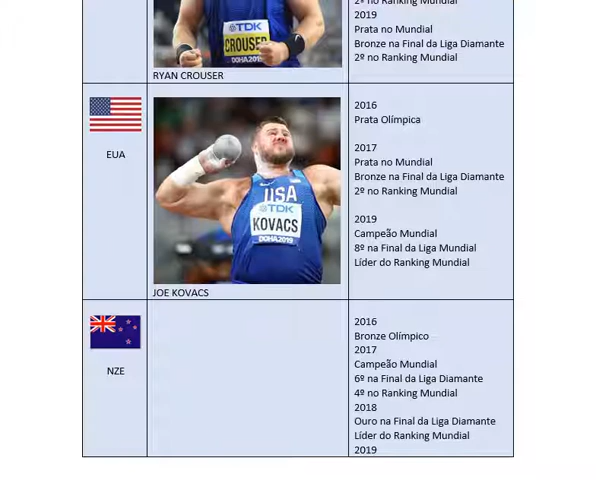 2º no Ranking Mundial
2019
Prata no Mundial
Bronze na Final da Liga Diamante
2º no Ranking Mundial
TDK
CROUSER
DOHA2019
RYAN CROUSER
EUA
USA
TDK
KOVACS
DOHA2019
JOE KOVACS
2016
Prata Olímpica
2017
Prata no Mundial
Bronze na Final da Liga Diamante
2º no Ranking Mundial
2019
Campeão Mundial
8º na Final da Liga Mundial
Líder do Ranking Mundial
NZE
2016
Bronze Olímpico
2017
Campeão Mundial
6º na Final da Liga Diamante
4º no Ranking Mundial
2018
Ouro na Final da Liga Diamante
Líder do Ranking Mundial
2019